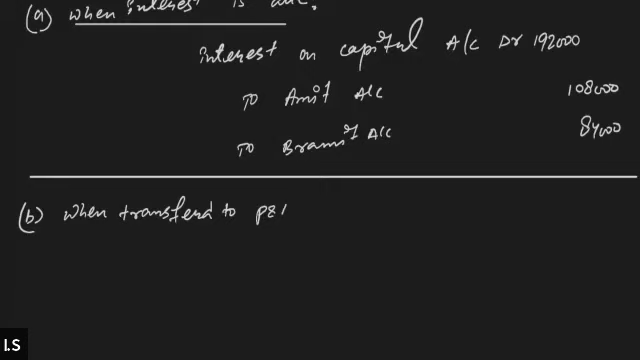 (a) when interest is due.
interest on capital A/C Dr 192000
To Amit A/C 108000
To Bramit A/C 84000
(b) when transferd to P&L
I.S